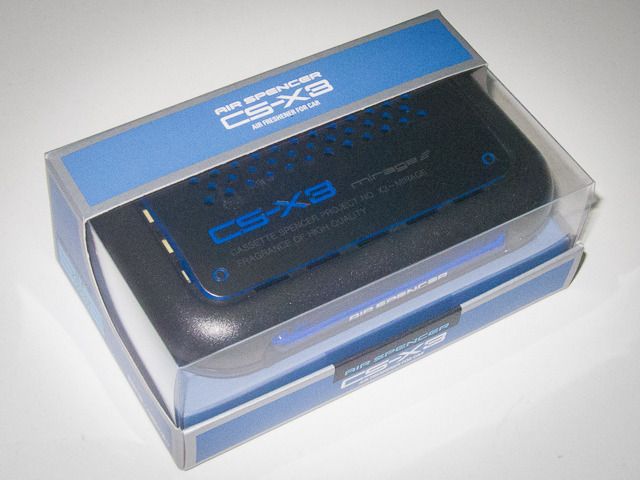 AIR SPENCER
CS-X3
AIR FRESHENER FOR CAR
CS-X3 mirage
CASSETTE SPENCER PROJECT NO. X3 - MIRAGE
FRAGRANCE OF HIGH QUALITY
AIR SPENCER
AIR SPENCER
CS-X3